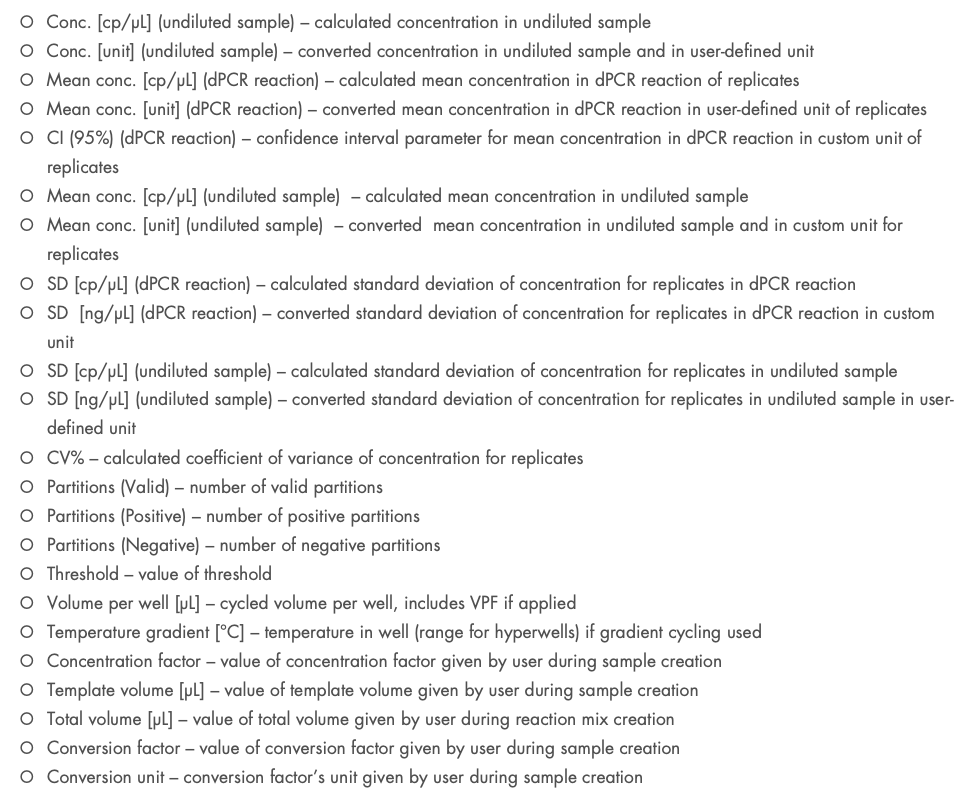 ○ Conc. [cp/µL] (undiluted sample) – calculated concentration in undiluted sample
○ Conc. [unit] (undiluted sample) – converted concentration in undiluted sample and in user-defined unit
○ Mean conc. [cp/µL] (dPCR reaction) – calculated mean concentration in dPCR reaction of replicates
○ Mean conc. [unit] (dPCR reaction) – converted mean concentration in dPCR reaction in user-defined unit of replicates
○ CI (95%) (dPCR reaction) – confidence interval parameter for mean concentration in dPCR reaction in custom unit of
replicates
○ Mean conc. [cp/µL] (undiluted sample)  – calculated mean concentration in undiluted sample
○ Mean conc. [unit] (undiluted sample)  – converted  mean concentration in undiluted sample and in custom unit for
replicates
○ SD [cp/µL] (dPCR reaction) – calculated standard deviation of concentration for replicates in dPCR reaction
○ SD  [ng/µL] (dPCR reaction) – converted standard deviation of concentration for replicates in dPCR reaction in custom
unit
○ SD [cp/µL] (undiluted sample) – calculated standard deviation of concentration for replicates in undiluted sample
○ SD [ng/µL] (undiluted sample) – converted standard deviation of concentration for replicates in undiluted sample in user-
defined unit
○ CV% – calculated coefficient of variance of concentration for replicates
○ Partitions (Valid) – number of valid partitions
○ Partitions (Positive) – number of positive partitions
○ Partitions (Negative) – number of negative partitions
○ Threshold – value of threshold
○ Volume per well [µL] – cycled volume per well, includes VPF if applied
○ Temperature gradient [°C] – temperature in well (range for hyperwells) if gradient cycling used
○ Concentration factor – value of concentration factor given by user during sample creation
○ Template volume [µL] – value of template volume given by user during sample creation
○ Total volume [µL] – value of total volume given by user during reaction mix creation
○ Conversion factor – value of conversion factor given by user during sample creation
○ Conversion unit – conversion factor's unit given by user during sample creation